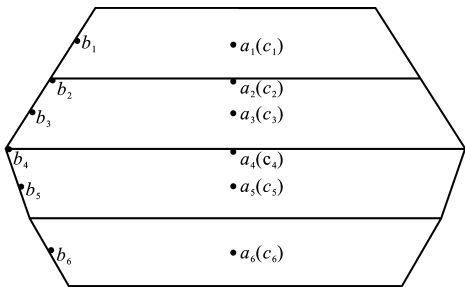 b₁ a₁(c₁)
b₂ a₂(c₂)
b₃ a₃(c₃)
b₄ a₄(c₄)
b₅ a₅(c₅)
b₆ a₆(c₆)